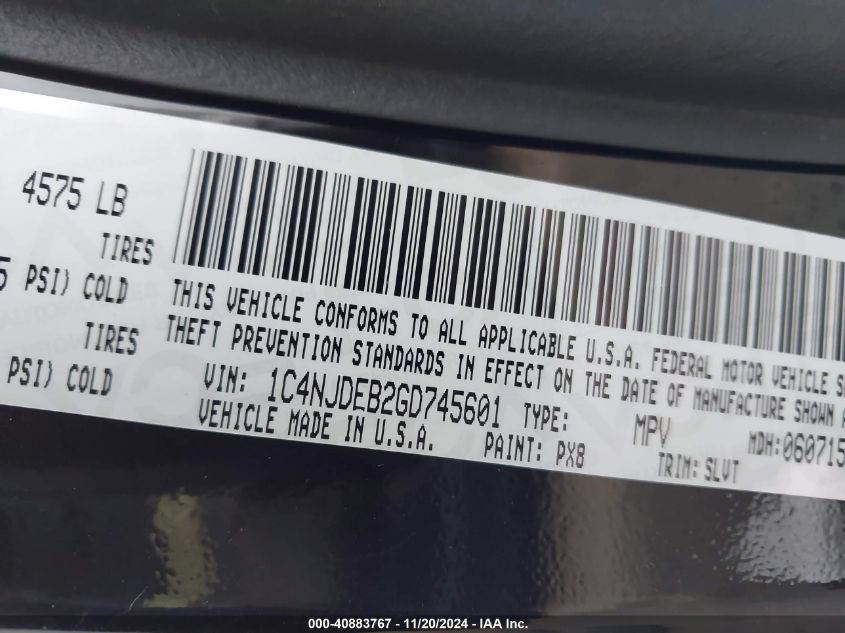 4575 LB
TIRES
5 PSI) COLD
TIRES
PSI) COLD
THIS VEHICLE CONFORMS TO ALL APPLICABLE U.S.A. FEDERAL MOTOR VEHICLE S
THEFT PREVENTION STANDARDS IN EFFECT ON THE DATE OF MANUFACTURE SHOWN A
VIN: 1C4NJDEB2GD745601 TYPE: MPV MDH:060715
VEHICLE MADE IN U.S.A. PAINT: PX8 TRIM: SLVT
000-40883767 - 11/20/2024 - IAA Inc.